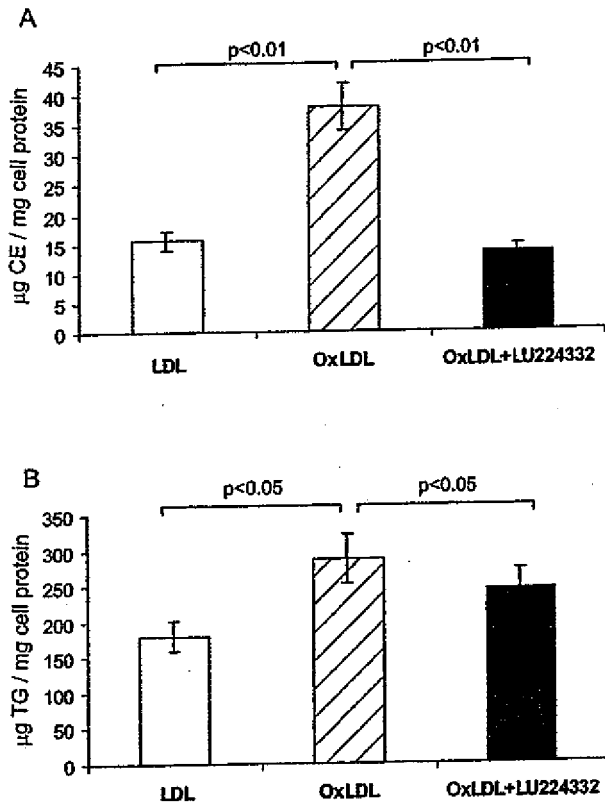 A
p<0.01 p<0.01
45
40
35
30
25
20
15
10
5
0
µg CE / mg cell protein
LDL OxLDL OxLDL+LU224332
B
p<0.05 p<0.05
350
300
250
200
150
100
50
0
µg TG / mg cell protein
LDL OxLDL OxLDL+LU224332